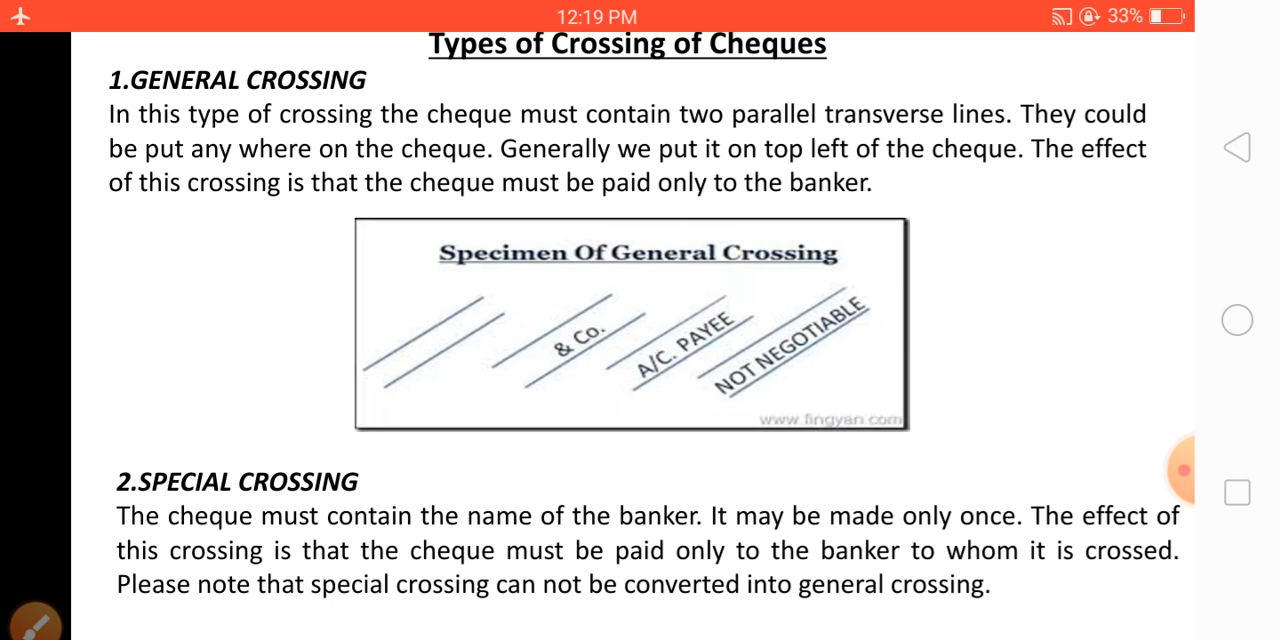 12:19 PM
33%
Types of Crossing of Cheques
1.GENERAL CROSSING
In this type of crossing the cheque must contain two parallel transverse lines. They could
be put any where on the cheque. Generally we put it on top left of the cheque. The effect
of this crossing is that the cheque must be paid only to the banker.
Specimen Of General Crossing
& Co.
A/C. PAYEE
NOT NEGOTIABLE
www.fingyan.com
2.SPECIAL CROSSING
The cheque must contain the name of the banker. It may be made only once. The effect of
this crossing is that the cheque must be paid only to the banker to whom it is crossed.
Please note that special crossing can not be converted into general crossing.